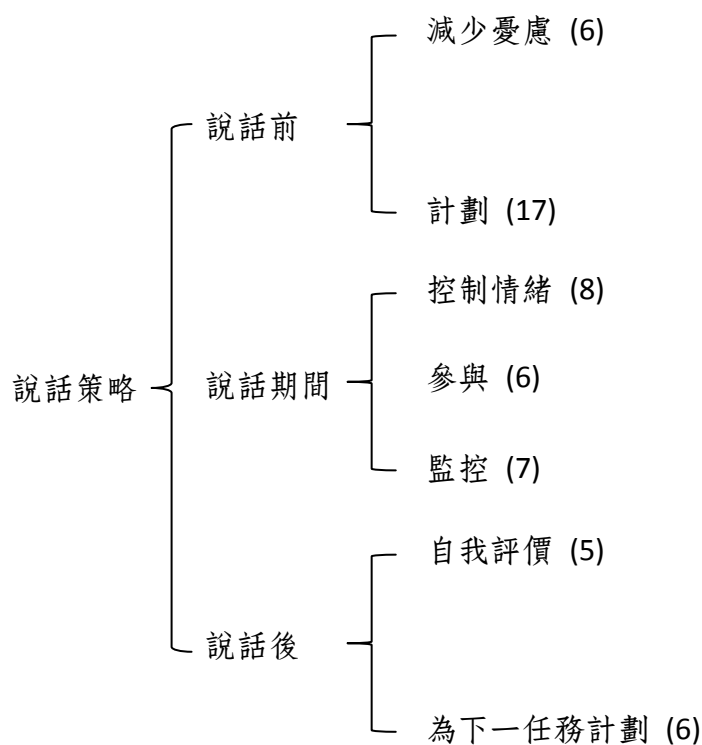 減少憂慮 (6)
說話前
計劃 (17)
控制情緒 (8)
說話策略
說話期間
參與 (6)
監控 (7)
自我評價 (5)
說話後
為下一任務計劃 (6)